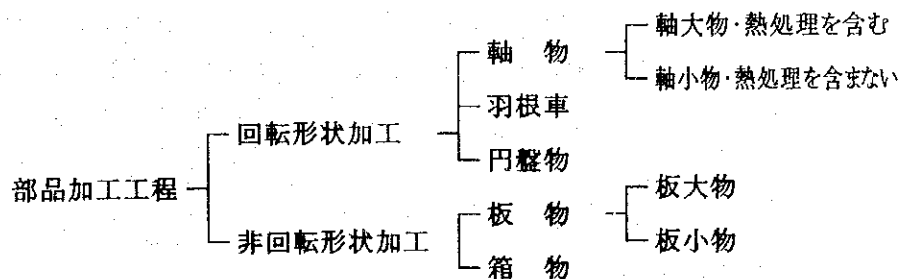 軸大物・熱処理を含む
軸　物
軸小物・熱処理を含まない
羽根車
回転形状加工
円盤物
部品加工工程
板大物
板　物
非回転形状加工
板小物
箱　物